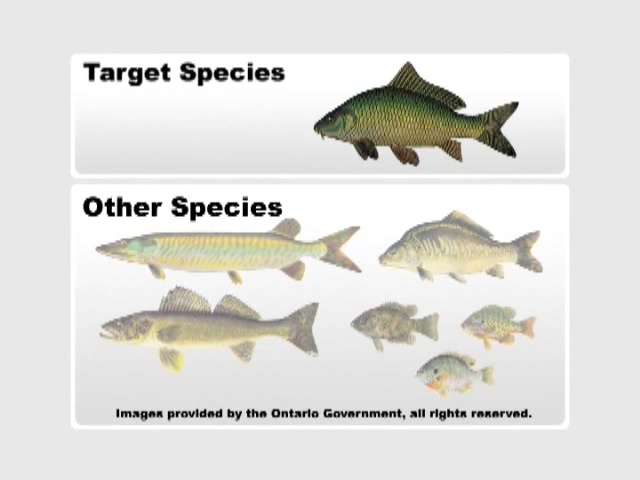 Target Species
Other Species
Images provided by the Ontario Government, all rights reserved.